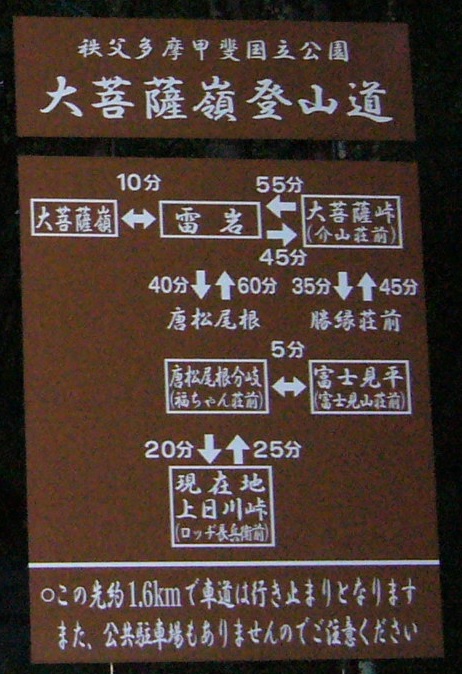 秩父多摩甲斐国立公園
大菩薩嶺登山道
10分
55分
大菩薩嶺
雷岩
大菩薩峠
(介山荘前)
45分
40分
60分
35分
45分
唐松尾根
勝縁荘前
5分
唐松尾根分岐
(福ちゃん荘前)
富士見平
(富士見山荘前)
20分
25分
現在地
上日川峠
(ロッヂ長兵衛前)
○この先約1.6kmで車道は行き止まりとなります
また、公共駐車場もありませんのでご注意ください